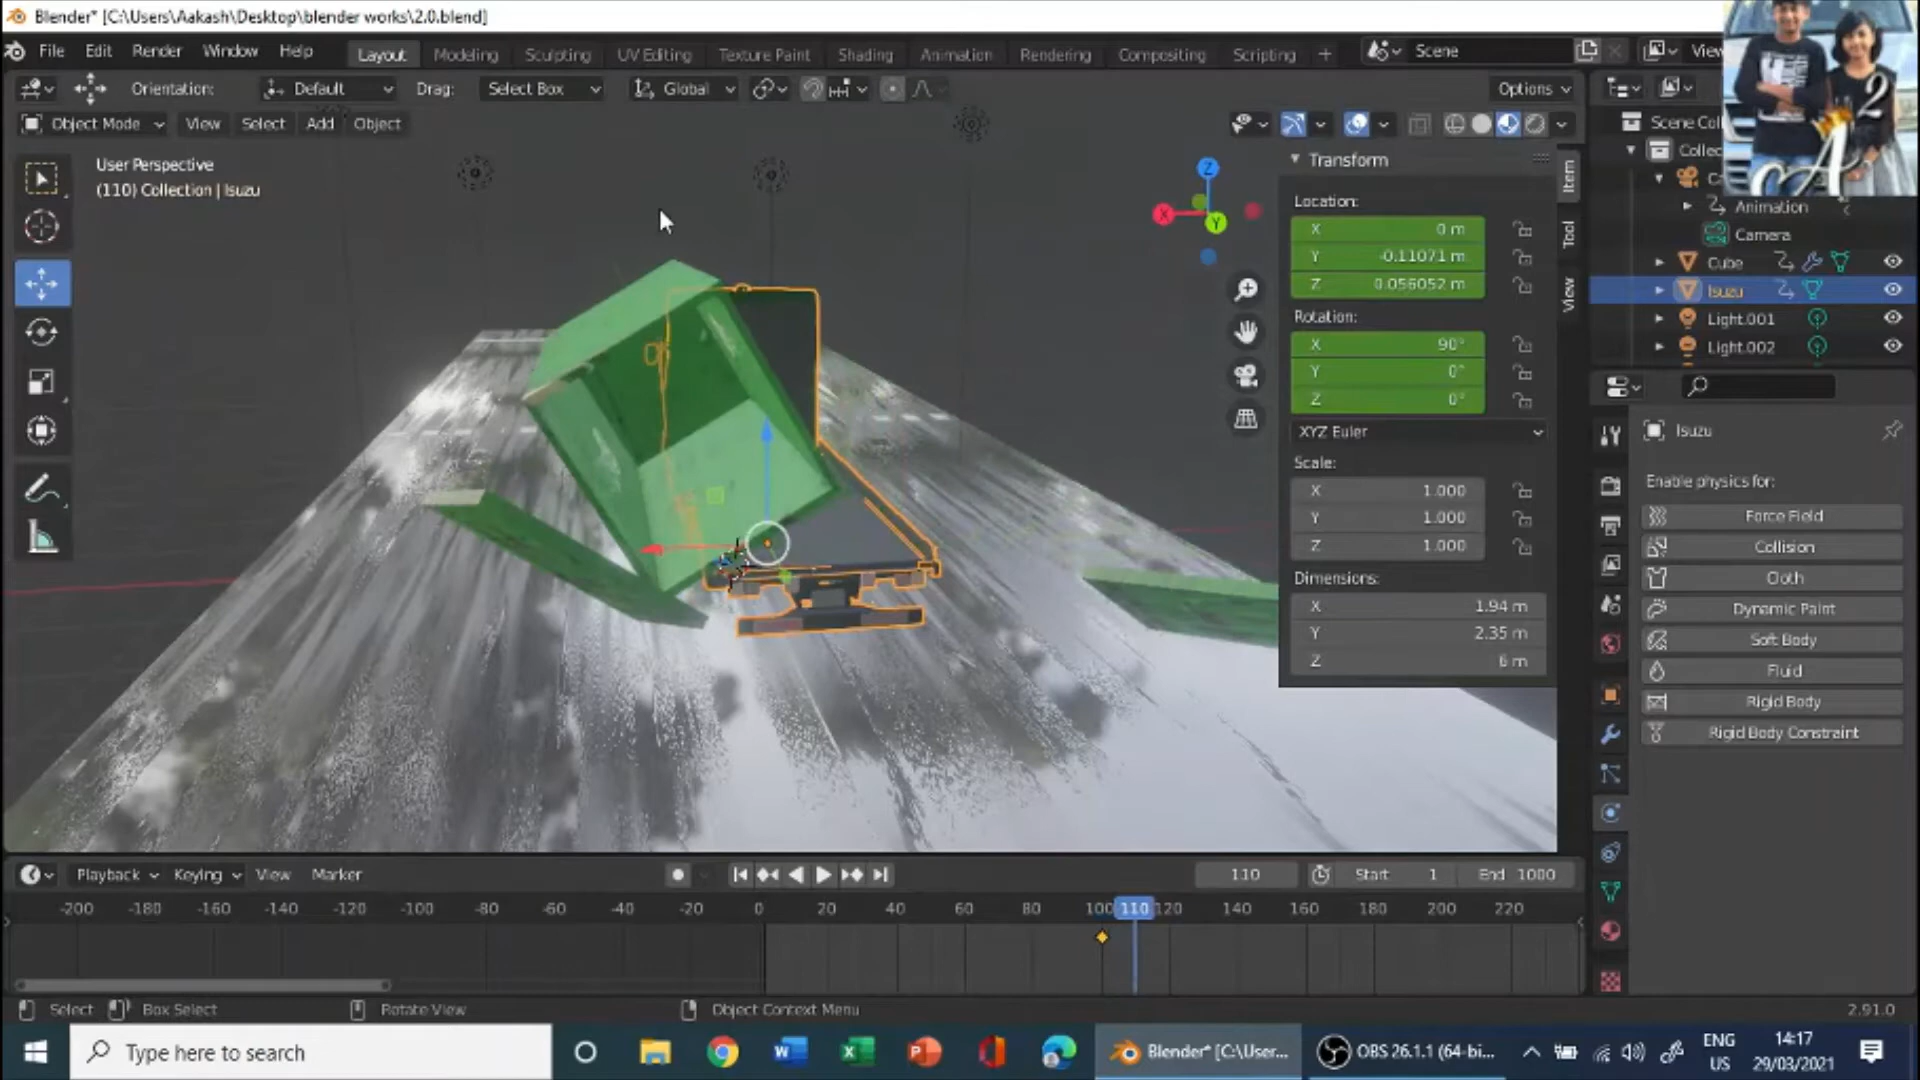 Blender* [C:\Users\Aakash\Desktop\blender works\2.0.blend]
File Edit Render Window Help Layout Modeling Sculpting UV Editing Texture Paint Shading Animation Rendering Compositing Scripting + Scene View
Orientation: Default Drag: Select Box Global Options
Object Mode View Select Add Object
User Perspective
(110) Collection | Isuzu
Z
X
Y
Transform
Location:
X 0 m
Y -0.11071 m
Z 0.056052 m
Rotation:
X 90°
Y 0°
Z 0°
XYZ Euler
Scale:
X 1.000
Y 1.000
Z 1.000
Dimensions:
X 1.94 m
Y 2.35 m
Z 6 m
Item
Tool
View
Scene Col
Collec
C
Animation
Camera
Cube
Isuzu
Light.001
Light.002
2
A
Isuzu
Enable physics for:
Force Field
Collision
Cloth
Dynamic Paint
Soft Body
Fluid
Rigid Body
Rigid Body Constraint
Playback Keying View Marker 110 Start 1 End 1000
-200 -180 -160 -140 -120 -100 -80 -60 -40 -20 0 20 40 60 80 100 110 120 140 160 180 200 220
Select Box Select Rotate View Object Context Menu 2.91.0
Type here to search Blender* [C:\User... OBS 26.1.1 (64-bi... ENG US 14:17 29/03/2021